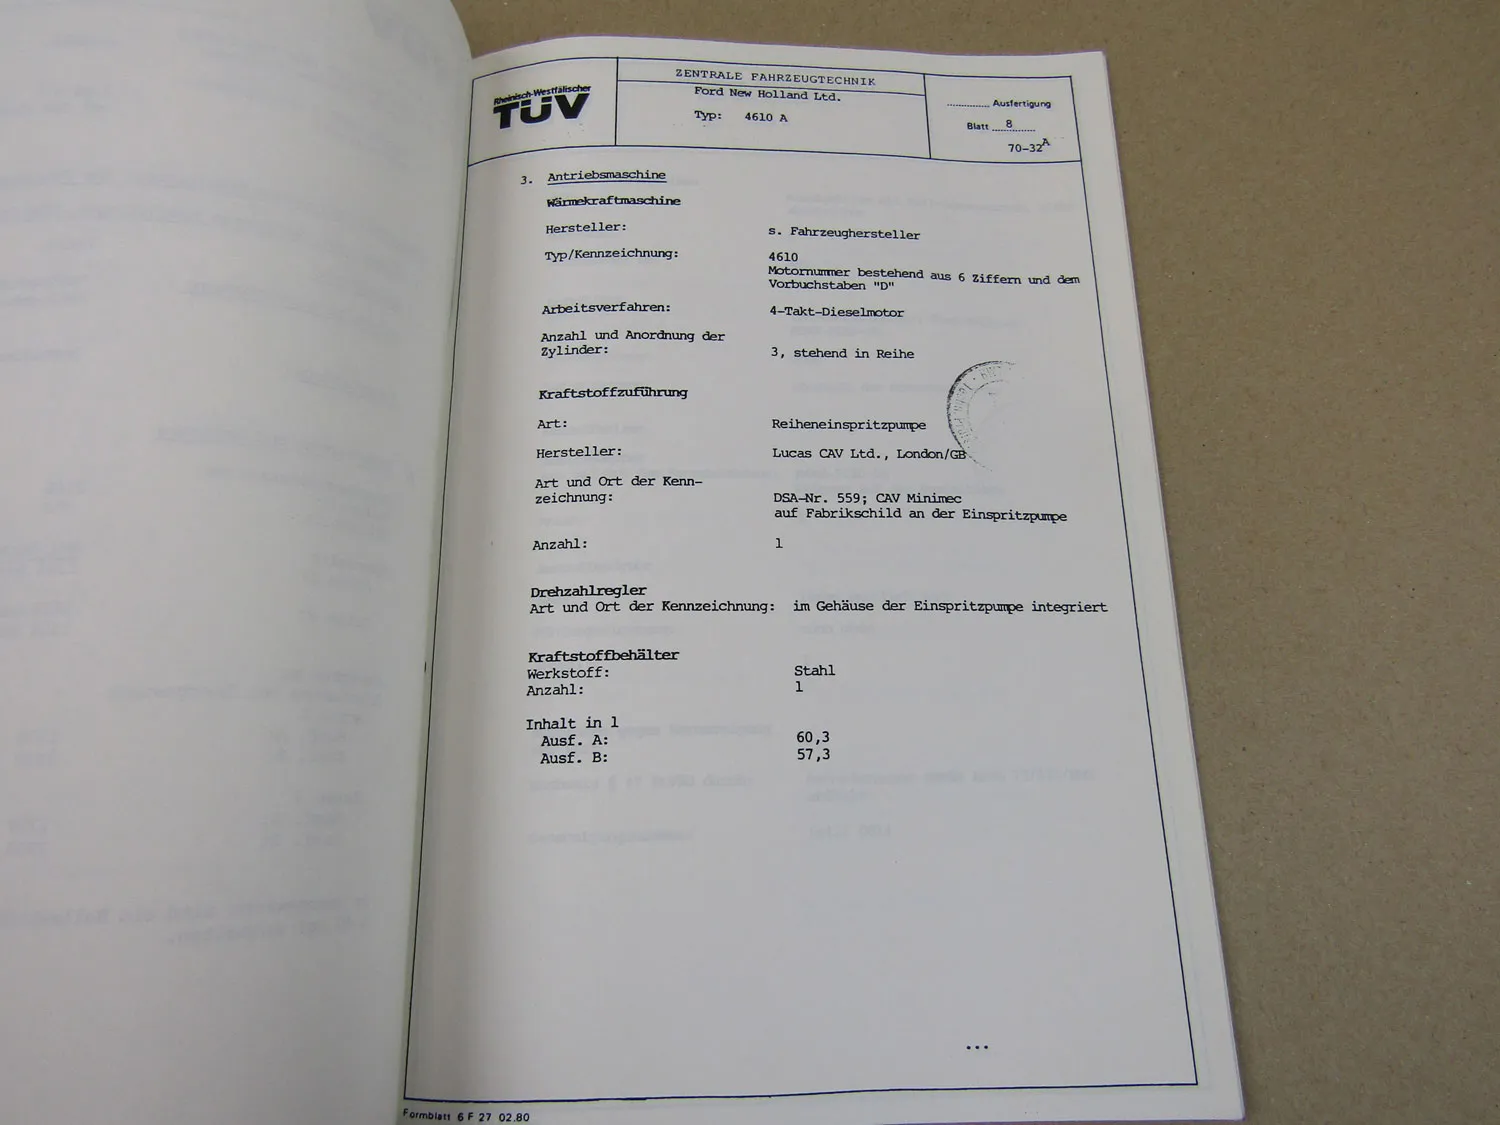 Rheinisch-Westfälischer
TÜV
ZENTRALE FAHRZEUGTECHNIK
Ford New Holland Ltd.
Typ: 4610 A
.............. Ausfertigung
Blatt 8
70-32A
3. Antriebsmaschine
Wärmekraftmaschine
Hersteller: s. Fahrzeughersteller
Typ/Kennzeichnung: 4610
Motornummer bestehend aus 6 Ziffern und dem
Vorbuchstaben "D"
Arbeitsverfahren: 4-Takt-Dieselmotor
Anzahl und Anordnung der
Zylinder: 3, stehend in Reihe
Kraftstoffzuführung
Art: Reiheneinspritzpumpe
Hersteller: Lucas CAV Ltd., London/GB
Art und Ort der Kenn-
zeichnung: DSA-Nr. 559; CAV Minimec
auf Fabrikschild an der Einspritzpumpe
Anzahl: 1
Drehzahlregler
Art und Ort der Kennzeichnung: im Gehäuse der Einspritzpumpe integriert
Kraftstoffbehälter
Werkstoff: Stahl
Anzahl: 1
Inhalt in l
Ausf. A: 60,3
Ausf. B: 57,3
...
Formblatt 6 F 27 02.80